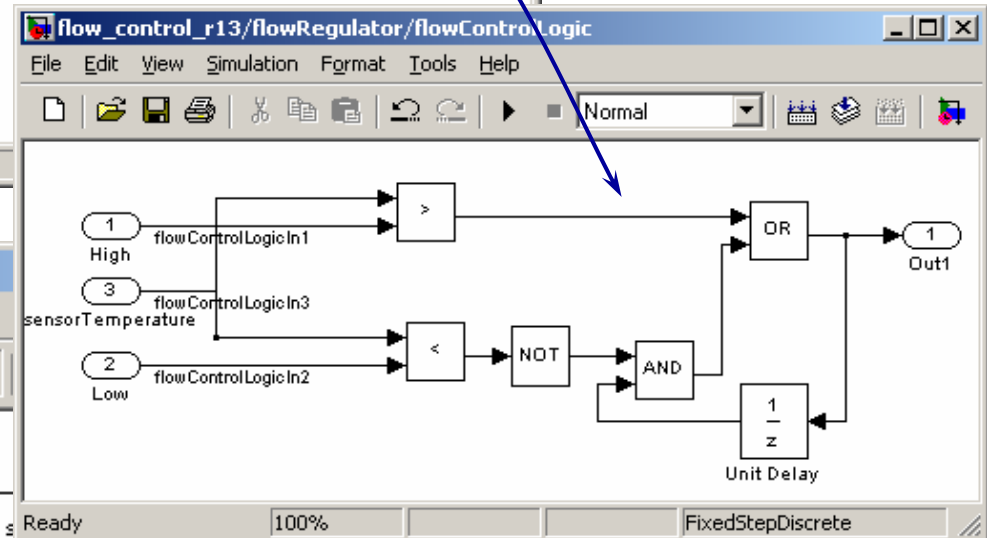 flow_control_r13/flowRegulator/flowControlLogic
File Edit View Simulation Format Tools Help
Normal
1
High
flowControlLogicIn1
3
sensorTemperature
flowControlLogicIn3
2
Low
flowControlLogicIn2
>
<
NOT
AND
OR
1
z
Unit Delay
1
Out1
Ready 100% FixedStepDiscrete